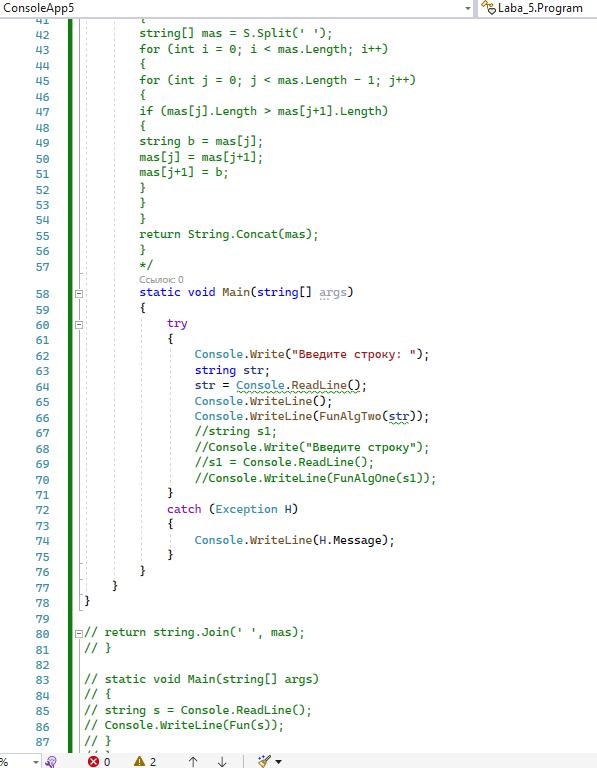 ConsoleApp5 Laba_5.Program
41 {
42 string[] mas = S.Split(' ');
43 for (int i = 0; i < mas.Length; i++)
44 {
45 for (int j = 0; j < mas.Length - 1; j++)
46 {
47 if (mas[j].Length > mas[j+1].Length)
48 {
49 string b = mas[j];
50 mas[j] = mas[j+1];
51 mas[j+1] = b;
52 }
53 }
54 }
55 return String.Concat(mas);
56 }
57 */
Ссылок: 0
58 static void Main(string[] args)
59 {
60 try
61 {
62 Console.Write("Введите строку: ");
63 string str;
64 str = Console.ReadLine();
65 Console.WriteLine();
66 Console.WriteLine(FunAlgTwo(str));
67 //string s1;
68 //Console.Write("Введите строку");
69 //s1 = Console.ReadLine();
70 //Console.WriteLine(FunAlgOne(s1));
71 }
72 catch (Exception H)
73 {
74 Console.WriteLine(H.Message);
75 }
76 }
77 }
78 }
79
80 // return string.Join(' ', mas);
81 // }
82
83 // static void Main(string[] args)
84 // {
85 // string s = Console.ReadLine();
86 // Console.WriteLine(Fun(s));
87 // }
% 0 2